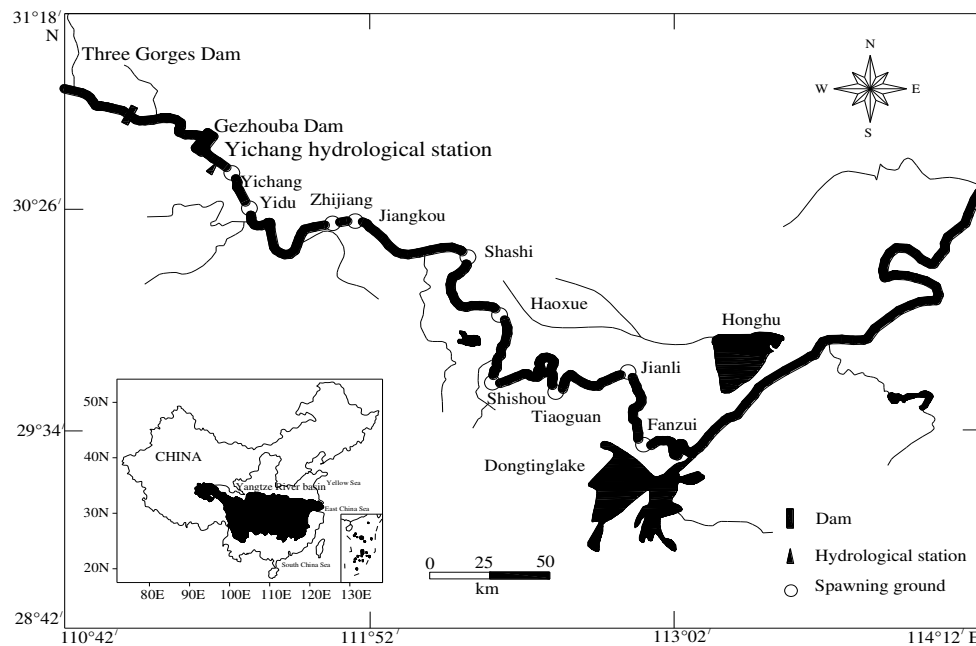 31°18′
N
Three Gorges Dam
N
W
E
S
Gezhouba Dam
Yichang hydrological station
Yichang
Yidu
Zhijiang
Jiangkou
30°26′
Shashi
Haoxue
Honghu
Jianli
Shishou
Tiaoguan
Fanzui
29°34′
Dongtinglake
50N
40N
30N
20N
CHINA
Yangtze River basin
Yellow Sea
East China Sea
South China Sea
80E
90E
100E
110E
120E
130E
0
25
50
km
Dam
Hydrological station
Spawning ground
28°42′
110°42′
111°52′
113°02′
114°12′ E